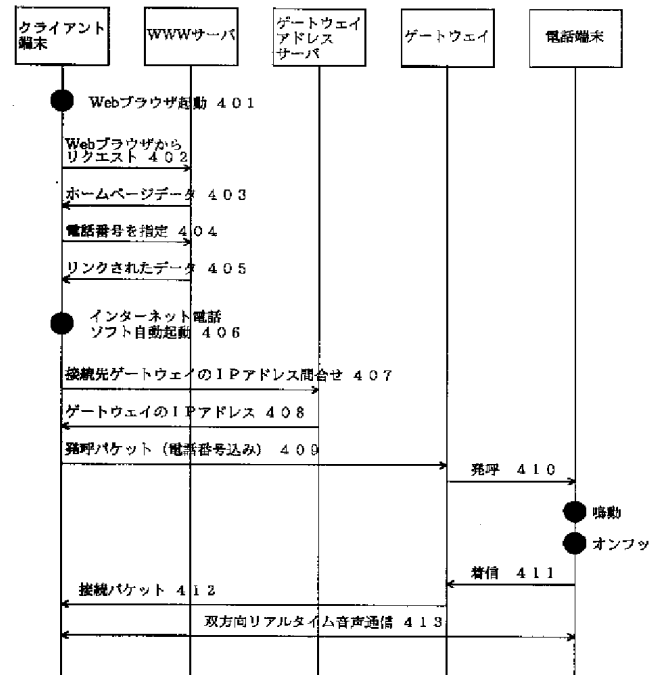 クライアント
端末
WWWサーバ
ゲートウェイ
アドレス
サーバ
ゲートウェイ
電話端末
Webブラウザ起動 401
Webブラウザから
リクエスト 402
ホームページデータ 403
電話番号を指定 404
リンクされたデータ 405
インターネット電話
ソフト自動起動 406
接続先ゲートウェイのIPアドレス問合せ 407
ゲートウェイのIPアドレス 408
発呼パケット (電話番号込み) 409
発呼 410
鳴動
オンフッ
着信 411
接続パケット 412
双方向リアルタイム音声通信 413